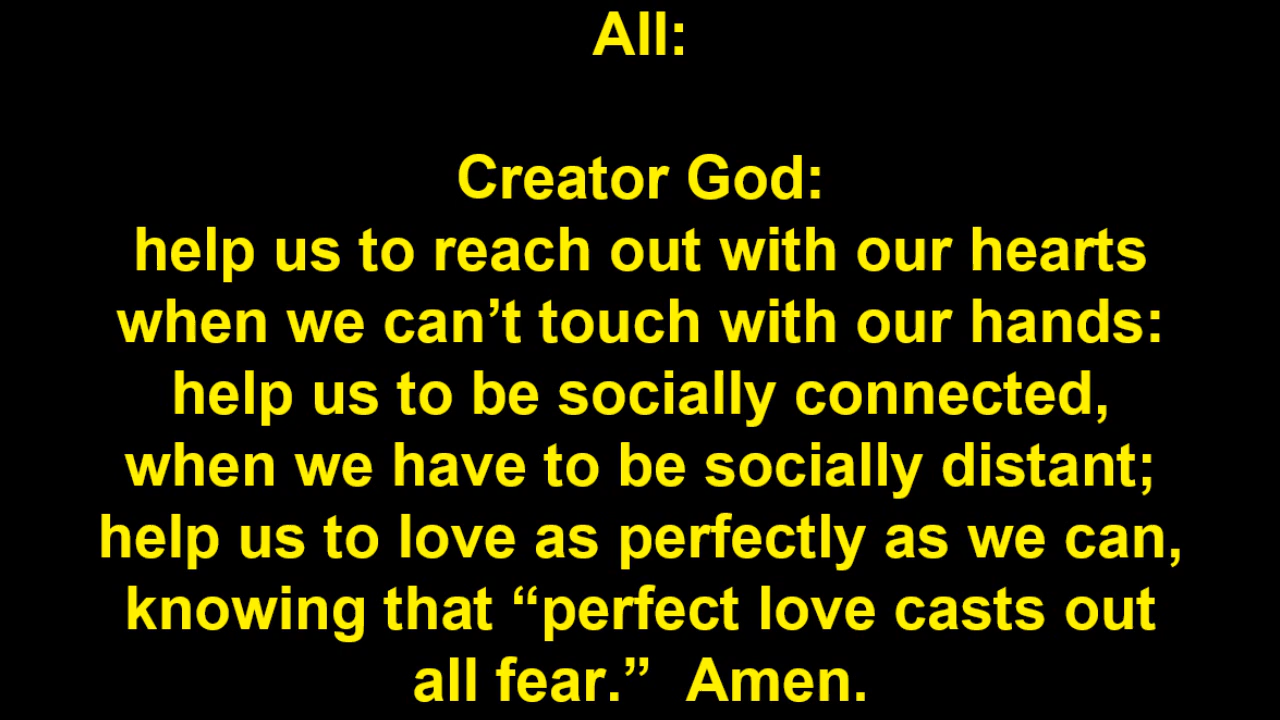 All:
Creator God:
help us to reach out with our hearts
when we can’t touch with our hands:
help us to be socially connected,
when we have to be socially distant;
help us to love as perfectly as we can,
knowing that “perfect love casts out
all fear.”  Amen.